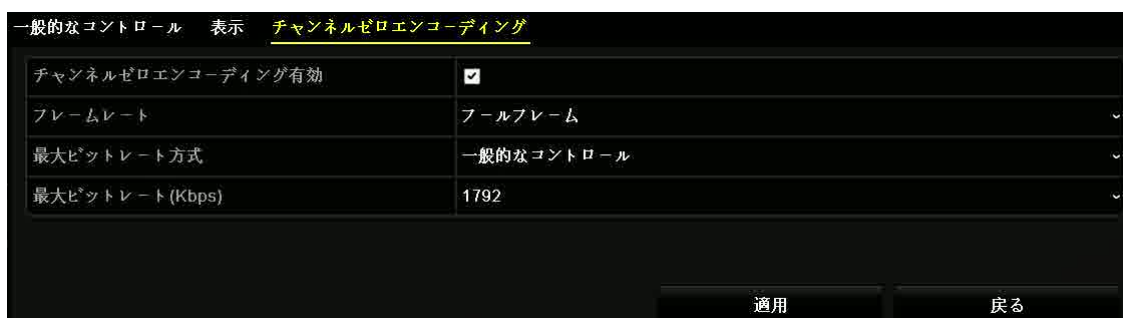 一般的なコントロール 表示 チャンネルゼロエンコーディング
チャンネルゼロエンコーディング有効
フレームレート フールフレーム
最大ビットレート方式 一般的なコントロール
最大ビットレート(Kbps) 1792
適用 戻る